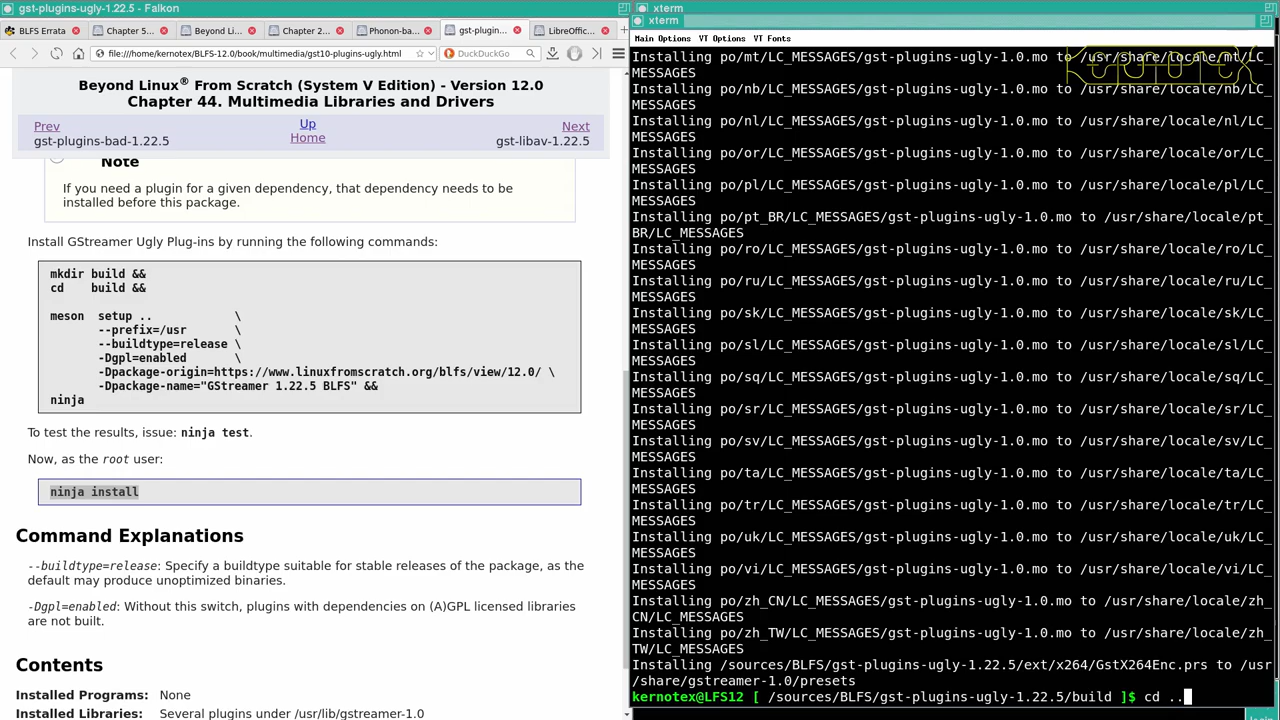 gst-plugins-ugly-1.22.5 - Falkon
BLFS Errata
Chapter 5...
Beyond Li...
Chapter 2...
Phonon-ba...
gst-plugin...
LibreOffic...
file:///home/kernotex/BLFS-12.0/book/multimedia/gst10-plugins-ugly.html
DuckDuckGo
Beyond Linux® From Scratch (System V Edition) - Version 12.0
Chapter 44. Multimedia Libraries and Drivers
Prev
Up
Next
gst-plugins-bad-1.22.5
Home
gst-libav-1.22.5
Note
If you need a plugin for a given dependency, that dependency needs to be
installed before this package.
Install GStreamer Ugly Plug-ins by running the following commands:
mkdir build &&
cd    build &&
meson  setup ..            \
--prefix=/usr       \
--buildtype=release \
-Dgpl=enabled       \
-Dpackage-origin=https://www.linuxfromscratch.org/blfs/view/12.0/ \
-Dpackage-name="GStreamer 1.22.5 BLFS" &&
ninja
To test the results, issue: ninja test.
Now, as the root user:
ninja install
Command Explanations
--buildtype=release: Specify a buildtype suitable for stable releases of the package, as the
default may produce unoptimized binaries.
-Dgpl=enabled: Without this switch, plugins with dependencies on (A)GPL licensed libraries
are not built.
Contents
Installed Programs: None
Installed Libraries: Several plugins under /usr/lib/gstreamer-1.0
xterm
xterm
Main Options  VT Options  VT Fonts
Installing po/mt/LC_MESSAGES/gst-plugins-ugly-1.0.mo to /usr/share/locale/mt/LC_
MESSAGES
Installing po/nb/LC_MESSAGES/gst-plugins-ugly-1.0.mo to /usr/share/locale/nb/LC_
MESSAGES
Installing po/nl/LC_MESSAGES/gst-plugins-ugly-1.0.mo to /usr/share/locale/nl/LC_
MESSAGES
Installing po/or/LC_MESSAGES/gst-plugins-ugly-1.0.mo to /usr/share/locale/or/LC_
MESSAGES
Installing po/pl/LC_MESSAGES/gst-plugins-ugly-1.0.mo to /usr/share/locale/pl/LC_
MESSAGES
Installing po/pt_BR/LC_MESSAGES/gst-plugins-ugly-1.0.mo to /usr/share/locale/pt_
BR/LC_MESSAGES
Installing po/ro/LC_MESSAGES/gst-plugins-ugly-1.0.mo to /usr/share/locale/ro/LC_
MESSAGES
Installing po/ru/LC_MESSAGES/gst-plugins-ugly-1.0.mo to /usr/share/locale/ru/LC_
MESSAGES
Installing po/sk/LC_MESSAGES/gst-plugins-ugly-1.0.mo to /usr/share/locale/sk/LC_
MESSAGES
Installing po/sl/LC_MESSAGES/gst-plugins-ugly-1.0.mo to /usr/share/locale/sl/LC_
MESSAGES
Installing po/sq/LC_MESSAGES/gst-plugins-ugly-1.0.mo to /usr/share/locale/sq/LC_
MESSAGES
Installing po/sr/LC_MESSAGES/gst-plugins-ugly-1.0.mo to /usr/share/locale/sr/LC_
MESSAGES
Installing po/sv/LC_MESSAGES/gst-plugins-ugly-1.0.mo to /usr/share/locale/sv/LC_
MESSAGES
Installing po/ta/LC_MESSAGES/gst-plugins-ugly-1.0.mo to /usr/share/locale/ta/LC_
MESSAGES
Installing po/tr/LC_MESSAGES/gst-plugins-ugly-1.0.mo to /usr/share/locale/tr/LC_
MESSAGES
Installing po/uk/LC_MESSAGES/gst-plugins-ugly-1.0.mo to /usr/share/locale/uk/LC_
MESSAGES
Installing po/vi/LC_MESSAGES/gst-plugins-ugly-1.0.mo to /usr/share/locale/vi/LC_
MESSAGES
Installing po/zh_CN/LC_MESSAGES/gst-plugins-ugly-1.0.mo to /usr/share/locale/zh_
CN/LC_MESSAGES
Installing po/zh_TW/LC_MESSAGES/gst-plugins-ugly-1.0.mo to /usr/share/locale/zh_
TW/LC_MESSAGES
Installing /sources/BLFS/gst-plugins-ugly-1.22.5/ext/x264/GstX264Enc.prs to /usr
/share/gstreamer-1.0/presets
kernotex@LFS12 [ /sources/BLFS/gst-plugins-ugly-1.22.5/build ]$ cd ..